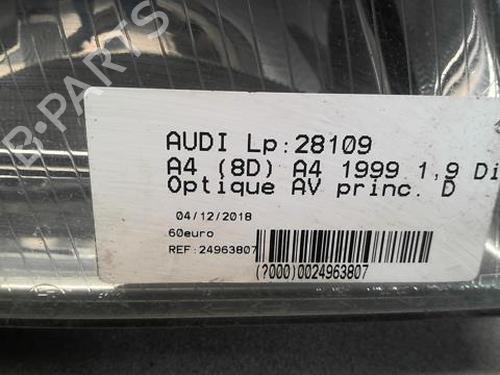 B-PARTS
AUDI Lp:28109
A4 (8D) A4 1999 1,9 Di
Optique AV princ. D
04/12/2018
60euro
REF:24963807
(?000)0024963807